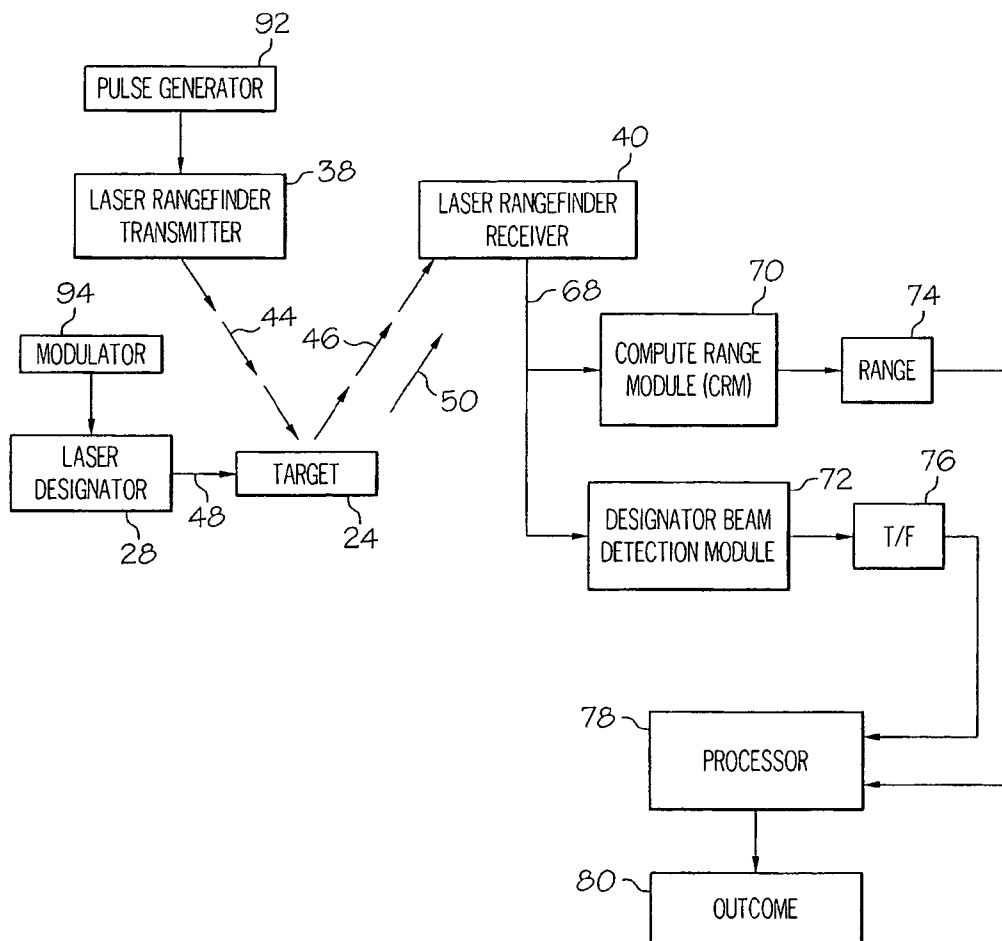 92
PULSE GENERATOR
38
LASER RANGEFINDER
TRANSMITTER
40
LASER RANGEFINDER
RECEIVER
68
70
COMPUTE RANGE
MODULE (CRM)
74
RANGE
94
MODULATOR
44
46
50
LASER
DESIGNATOR
28
48
TARGET
24
72
DESIGNATOR BEAM
DETECTION MODULE
76
T/F
78
PROCESSOR
80
OUTCOME